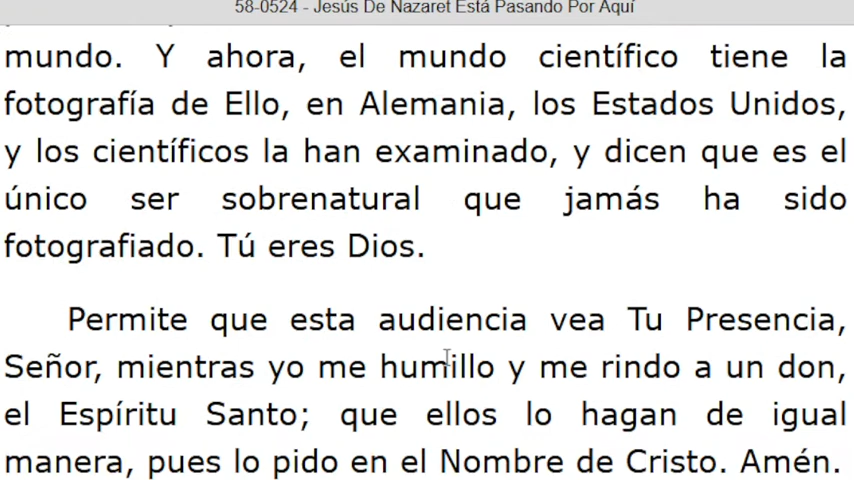 58-0524 - Jesús De Nazaret Está Pasando Por Aquí
mundo. Y ahora, el mundo científico tiene la
fotografía de Ello, en Alemania, los Estados Unidos,
y los científicos la han examinado, y dicen que es el
único ser sobrenatural que jamás ha sido
fotografiado. Tú eres Dios.
Permite que esta audiencia vea Tu Presencia,
Señor, mientras yo me humillo y me rindo a un don,
el Espíritu Santo; que ellos lo hagan de igual
manera, pues lo pido en el Nombre de Cristo. Amén.